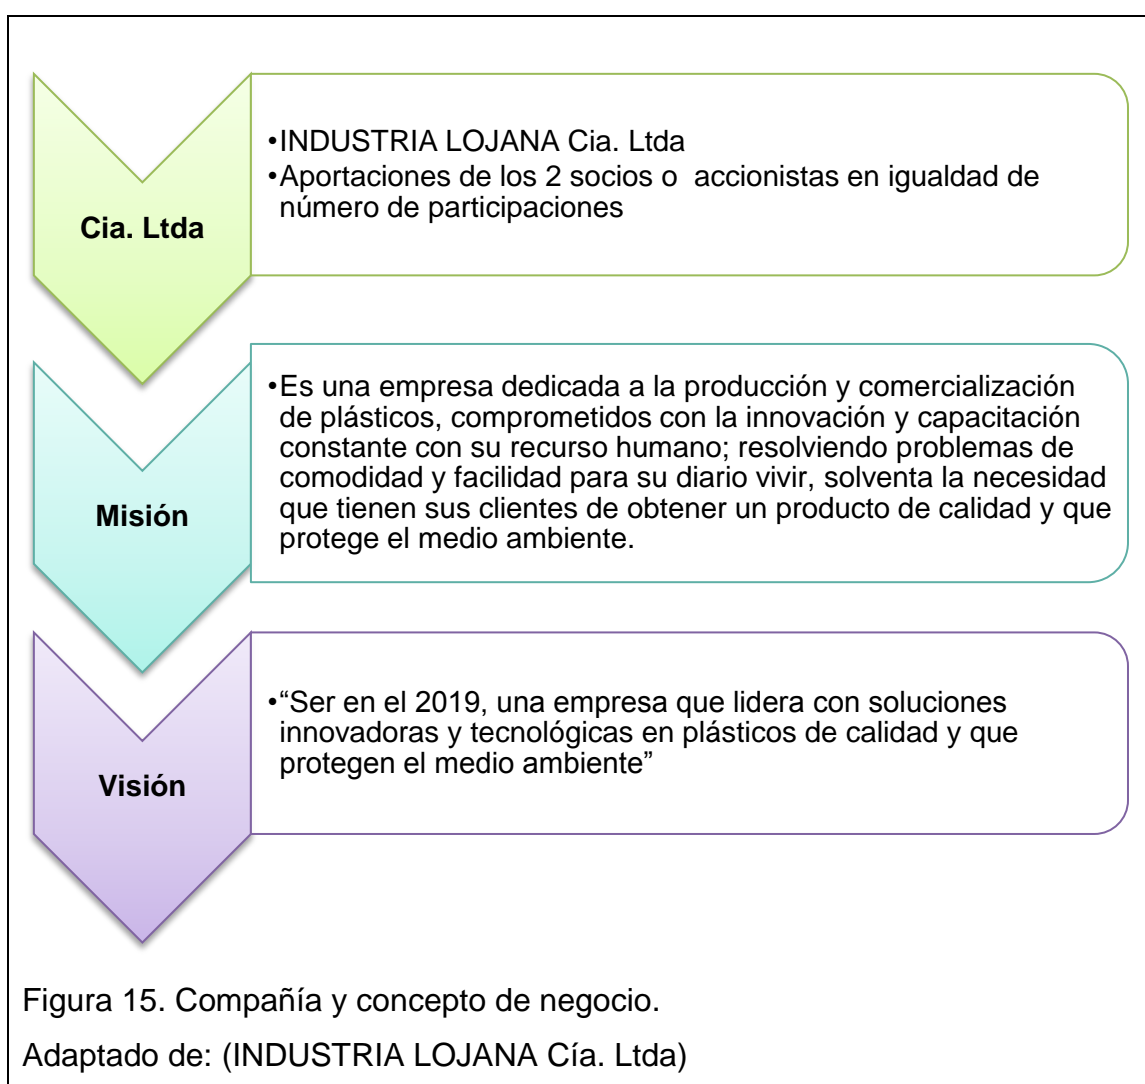 Cia. Ltda
•INDUSTRIA LOJANA Cia. Ltda
•Aportaciones de los 2 socios o  accionistas en igualdad de
número de participaciones
Misión
•Es una empresa dedicada a la producción y comercialización
de plásticos, comprometidos con la innovación y capacitación
constante con su recurso humano; resolviendo problemas de
comodidad y facilidad para su diario vivir, solventa la necesidad
que tienen sus clientes de obtener un producto de calidad y que
protege el medio ambiente.
Visión
•“Ser en el 2019, una empresa que lidera con soluciones
innovadoras y tecnológicas en plásticos de calidad y que
protegen el medio ambiente”
Figura 15. Compañía y concepto de negocio.
Adaptado de: (INDUSTRIA LOJANA Cía. Ltda)